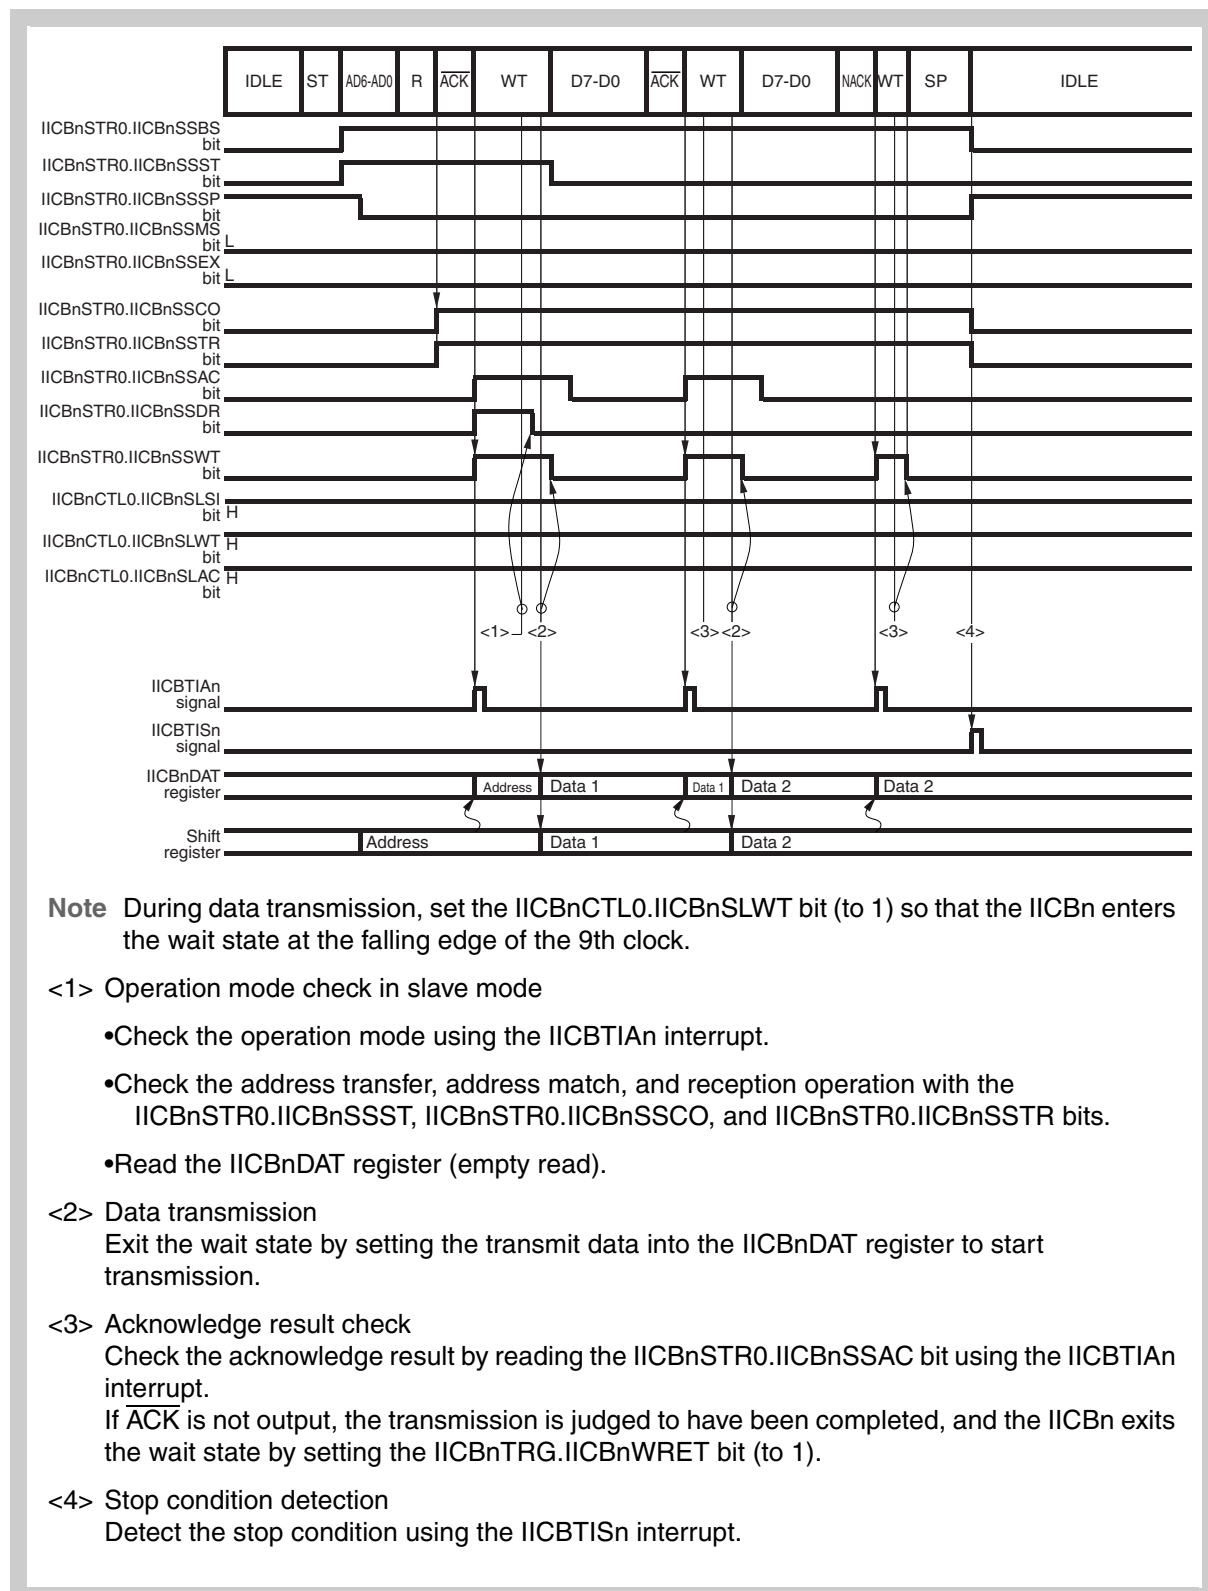 IDLE ST AD6-AD0 R ACK WT D7-D0 ACK WT D7-D0 NACK WT SP IDLE
IICBnSTR0.IICBnSSBS
bit
IICBnSTR0.IICBnSSST
bit
IICBnSTR0.IICBnSSSP
bit
IICBnSTR0.IICBnSSMS
bit L
IICBnSTR0.IICBnSSEX
bit L
IICBnSTR0.IICBnSSCO
bit
IICBnSTR0.IICBnSSTR
bit
IICBnSTR0.IICBnSSAC
bit
IICBnSTR0.IICBnSSDR
bit
IICBnSTR0.IICBnSSWT
bit
IICBnCTL0.IICBnSLSI
bit H
IICBnCTL0.IICBnSLWT H
bit
IICBnCTL0.IICBnSLAC H
bit
<1> <2> <3> <2> <3> <4>
IICBTIAn
signal
IICBTISn
signal
IICBnDAT
register
Address Data 1 Data 1 Data 2 Data 2
Shift
register
Address Data 1 Data 2
Note During data transmission, set the IICBnCTL0.IICBnSLWT bit (to 1) so that the IICBn enters
the wait state at the falling edge of the 9th clock.
<1> Operation mode check in slave mode
•Check the operation mode using the IICBTIAn interrupt.
•Check the address transfer, address match, and reception operation with the
IICBnSTR0.IICBnSSST, IICBnSTR0.IICBnSSCO, and IICBnSTR0.IICBnSSTR bits.
•Read the IICBnDAT register (empty read).
<2> Data transmission
Exit the wait state by setting the transmit data into the IICBnDAT register to start
transmission.
<3> Acknowledge result check
Check the acknowledge result by reading the IICBnSTR0.IICBnSSAC bit using the IICBTIAn
interrupt.
If ACK is not output, the transmission is judged to have been completed, and the IICBn exits
the wait state by setting the IICBnTRG.IICBnWRET bit (to 1).
<4> Stop condition detection
Detect the stop condition using the IICBTISn interrupt.